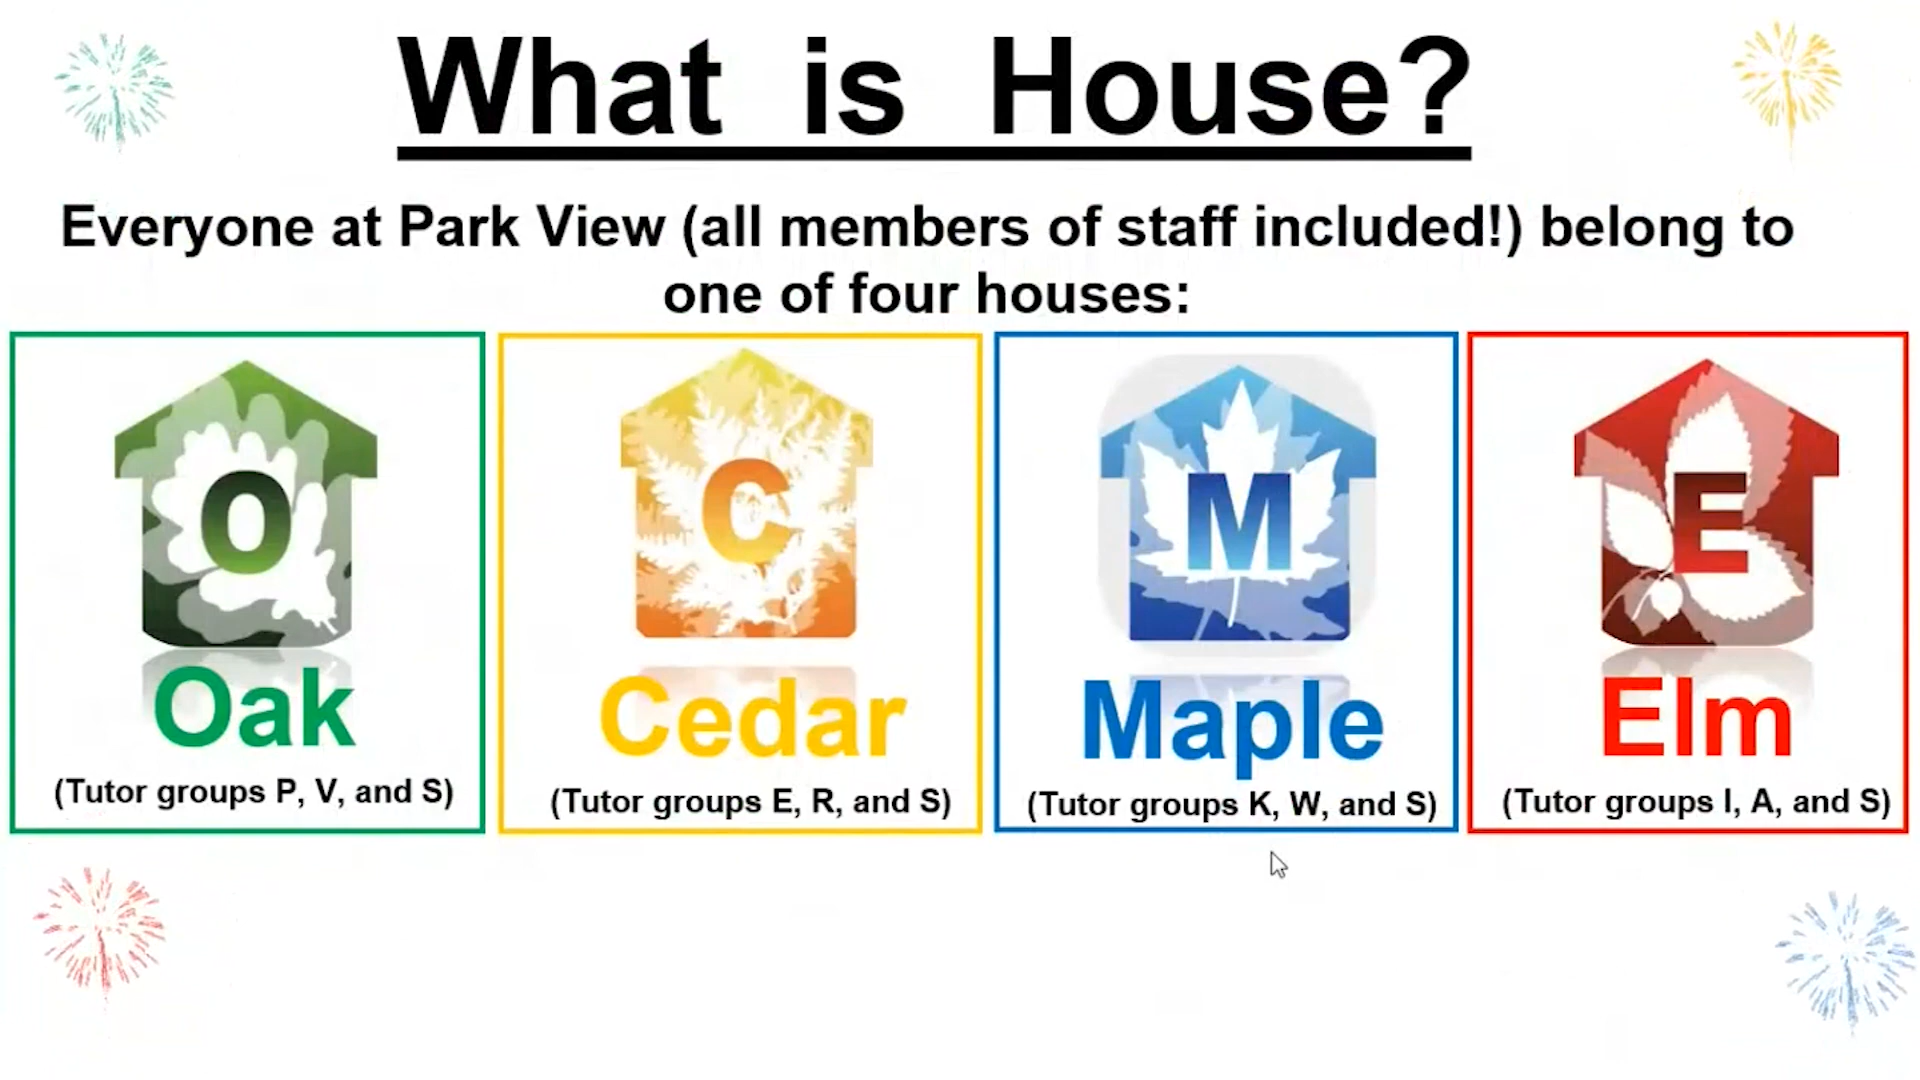 What is House?
Everyone at Park View (all members of staff included!) belong to
one of four houses:
O
C
M
E
Oak
Cedar
Maple
Elm
(Tutor groups P, V, and S)
(Tutor groups E, R, and S)
(Tutor groups K, W, and S)
(Tutor groups I, A, and S)